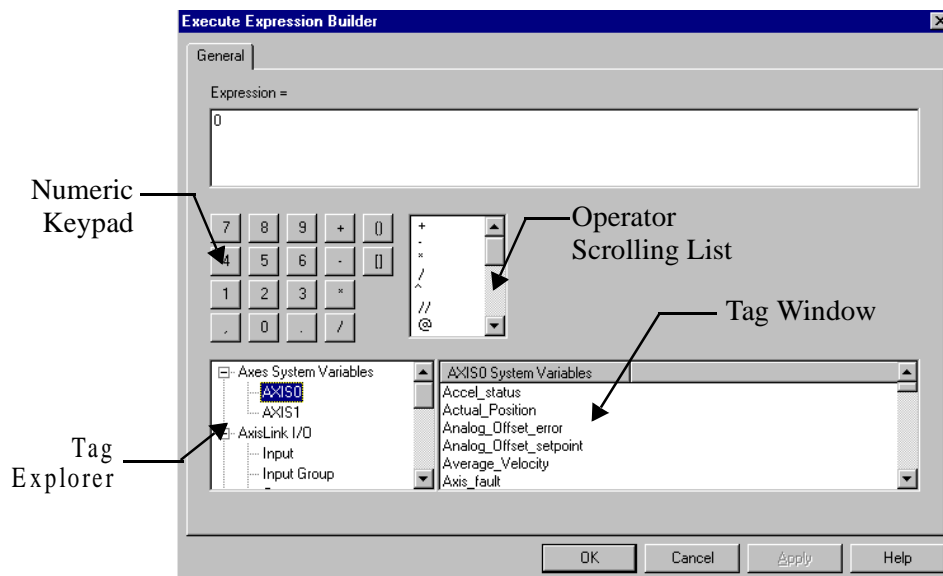 Execute Expression Builder
General
Expression =
0
Numeric
Keypad
7 8 9 + ()
4 5 6 - []
1 2 3 *
, 0 . /
+
-
*
/
^
//
@
Operator
Scrolling List
Tag Window
Tag
Explorer
Axes System Variables
AXIS0
AXIS1
AxisLink I/O
Input
Input Group
AXIS0 System Variables
Accel_status
Actual_Position
Analog_Offset_error
Analog_Offset_setpoint
Average_Velocity
Axis_fault
OK Cancel Apply Help